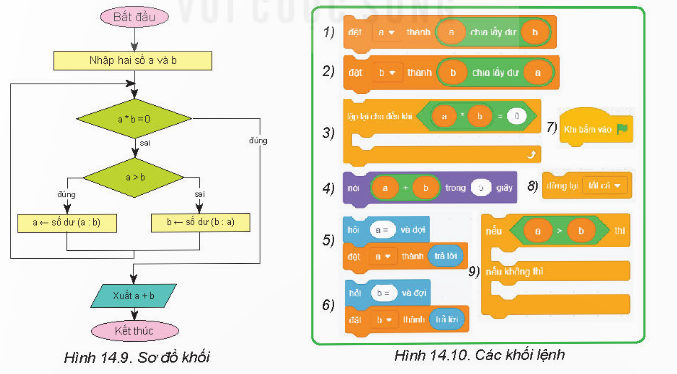 VỚI CUỘC SỐNG
Bắt đầu
Nhập hai số a và b
a * b = 0
sai
đúng
a > b
đúng
sai
a ← số dư (a : b)
b ← số dư (b : a)
Xuất a + b
Kết thúc
Hình 14.9. Sơ đồ khối
1) đặt a thành a chia lấy dư b
2) đặt b thành b chia lấy dư a
3) lặp lại cho đến khi a * b = 0
4) nói a + b trong 5 giây
5) hỏi a = và đợi
đặt a thành trả lời
6) hỏi b = và đợi
đặt b thành trả lời
7) Khi bấm vào
8) dừng lại tất cả
9) nếu a > b thì
nếu không thì
Hình 14.10. Các khối lệnh